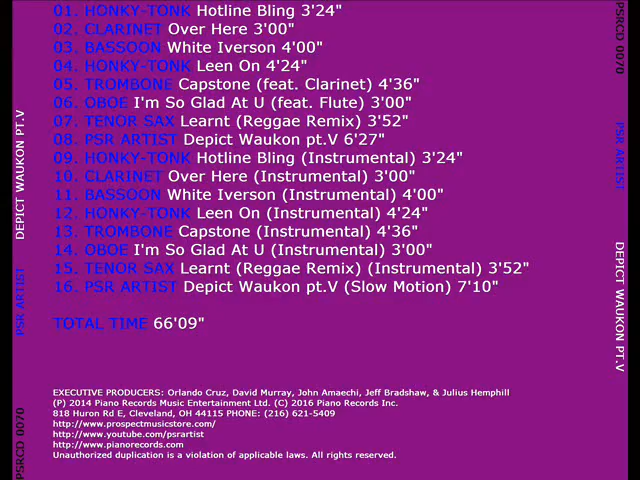 01. HONKY-TONK Hotline Bling 3'24"
02. CLARINET Over Here 3'00"
03. BASSOON White Iverson 4'00"
04. HONKY-TONK Leen On 4'24"
05. TROMBONE Capstone (feat. Clarinet) 4'36"
06. OBOE I'm So Glad At U (feat. Flute) 3'00"
07. TENOR SAX Learnt (Reggae Remix) 3'52"
08. PSR ARTIST Depict Waukon pt.V 6'27"
09. HONKY-TONK Hotline Bling (Instrumental) 3'24"
10. CLARINET Over Here (Instrumental) 3'00"
11. BASSOON White Iverson (Instrumental) 4'00"
12. HONKY-TONK Leen On (Instrumental) 4'24"
13. TROMBONE Capstone (Instrumental) 4'36"
14. OBOE I'm So Glad At U (Instrumental) 3'00"
15. TENOR SAX Learnt (Reggae Remix) (Instrumental) 3'52"
16. PSR ARTIST Depict Waukon pt.V (Slow Motion) 7'10"
TOTAL TIME 66'09"
EXECUTIVE PRODUCERS: Orlando Cruz, David Murray, John Amaechi, Jeff Bradshaw, & Julius Hemphill
(P) 2014 Piano Records Music Entertainment Ltd. (C) 2016 Piano Records Inc.
818 Huron Rd E, Cleveland, OH 44115 PHONE: (216) 621-5409
http://www.prospectmusicstore.com/
http://www.youtube.com/psrartist
http://www.pianorecords.com
Unauthorized duplication is a violation of applicable laws. All rights reserved.
PSRCD 0070 PSR ARTIST DEPICT WAUKON PT.V
PSRCD 0070 PSR ARTIST DEPICT WAUKON PT.V